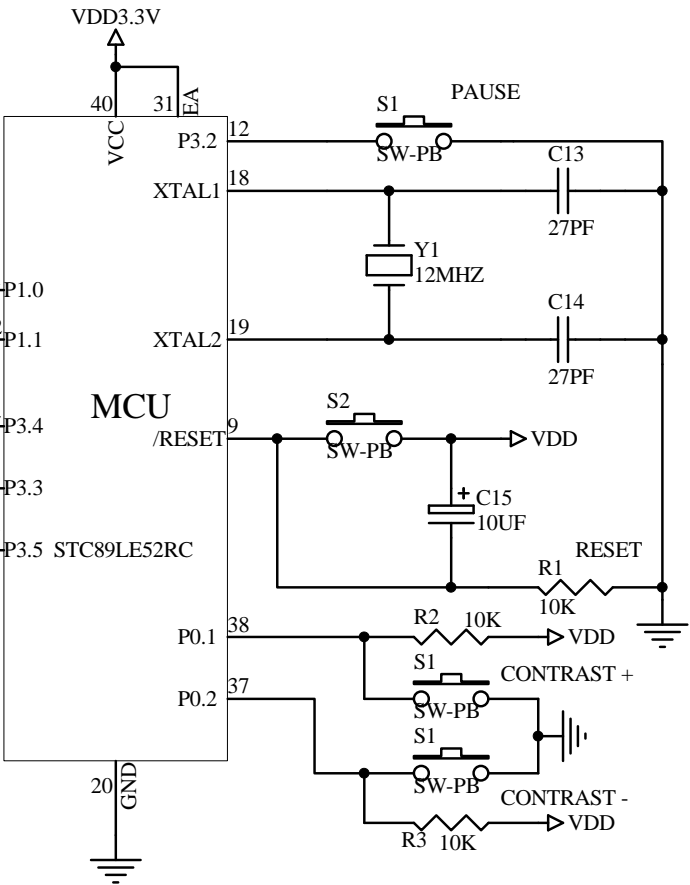 VDD3.3V
40
31
EA
VCC
S1
PAUSE
P3.2
12
SW-PB
C13
XTAL1
18
27PF
Y1
12MHZ
P1.0
C14
P1.1
XTAL2
19
27PF
MCU
S2
P3.4
/RESET
9
SW-PB
VDD
P3.3
C15
10UF
P3.5
STC89LE52RC
RESET
R1
10K
R2
10K
P0.1
38
VDD
S1
CONTRAST +
P0.2
37
SW-PB
S1
20
GND
SW-PB
CONTRAST -
VDD
R3
10K